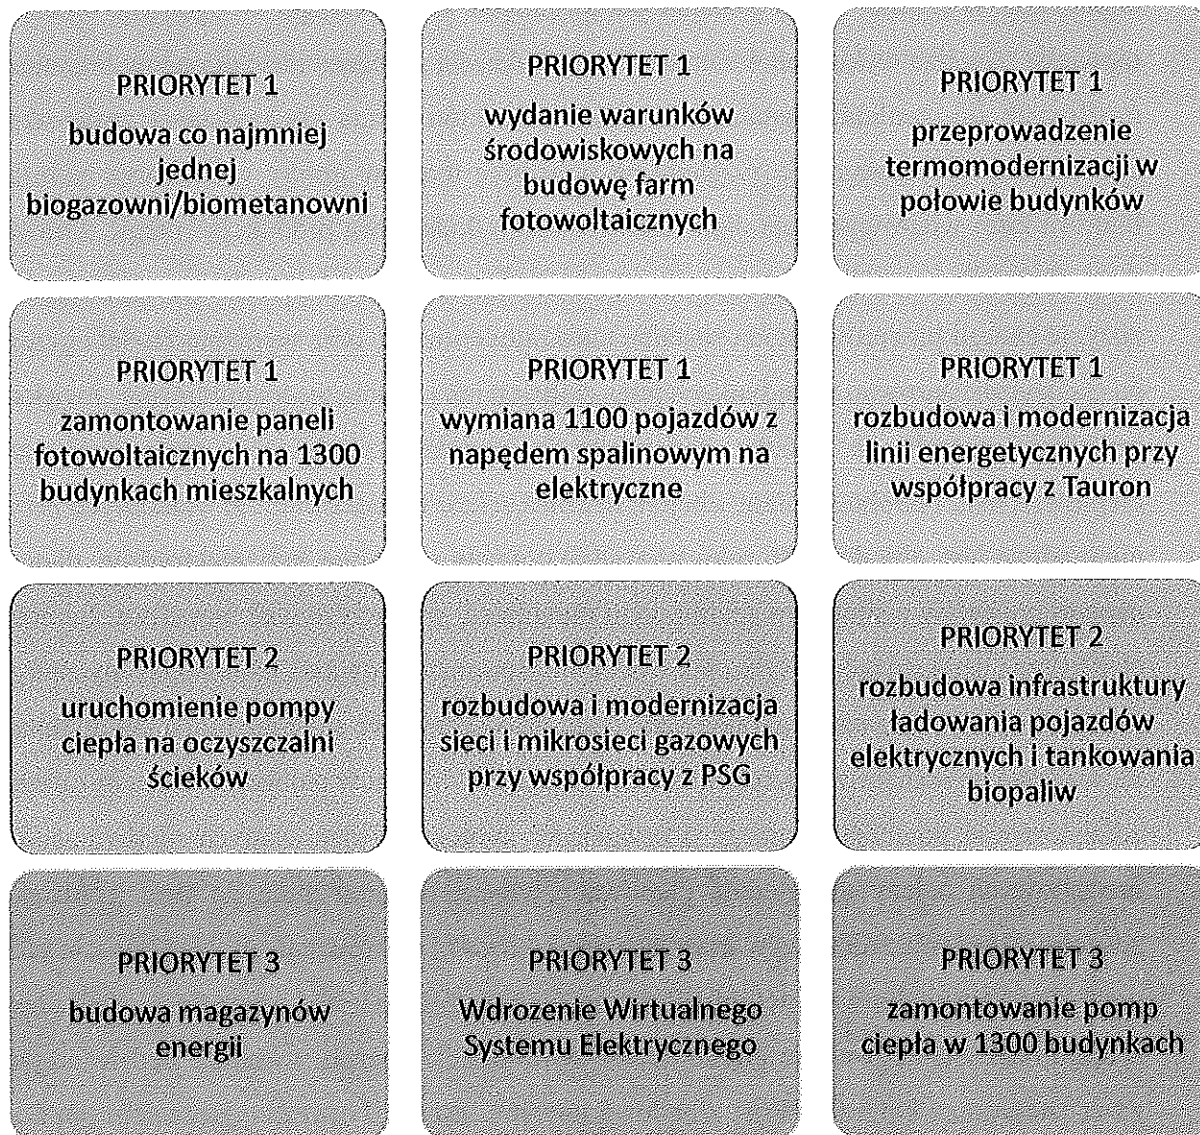 PRIORYTET 1
budowa co najmniej
jednej
biogazowni/biometanowni
PRIORYTET 1
wydanie warunków
środowiskowych na
budowę farm
fotowoltaicznych
PRIORYTET 1
przeprowadzenie
termomodernizacji w
połowie budynków
PRIORYTET 1
zamontowanie paneli
fotowoltaicznych na 1300
budynkach mieszkalnych
PRIORYTET 1
wymiana 1100 pojazdów z
napędem spalinowym na
elektryczne
PRIORYTET 1
rozbudowa i modernizacja
linii energetycznych przy
współpracy z Tauron
PRIORYTET 2
uruchomienie pompy
ciepła na oczyszczalni
ścieków
PRIORYTET 2
rozbudowa i modernizacja
sieci i mikrosieci gazowych
przy współpracy z PSG
PRIORYTET 2
rozbudowa infrastruktury
ładowania pojazdów
elektrycznych i tankowania
biopaliw
PRIORYTET 3
budowa magazynów
energii
PRIORYTET 3
Wdrozenie Wirtualnego
Systemu Elektrycznego
PRIORYTET 3
zamontowanie pomp
ciepła w 1300 budynkach